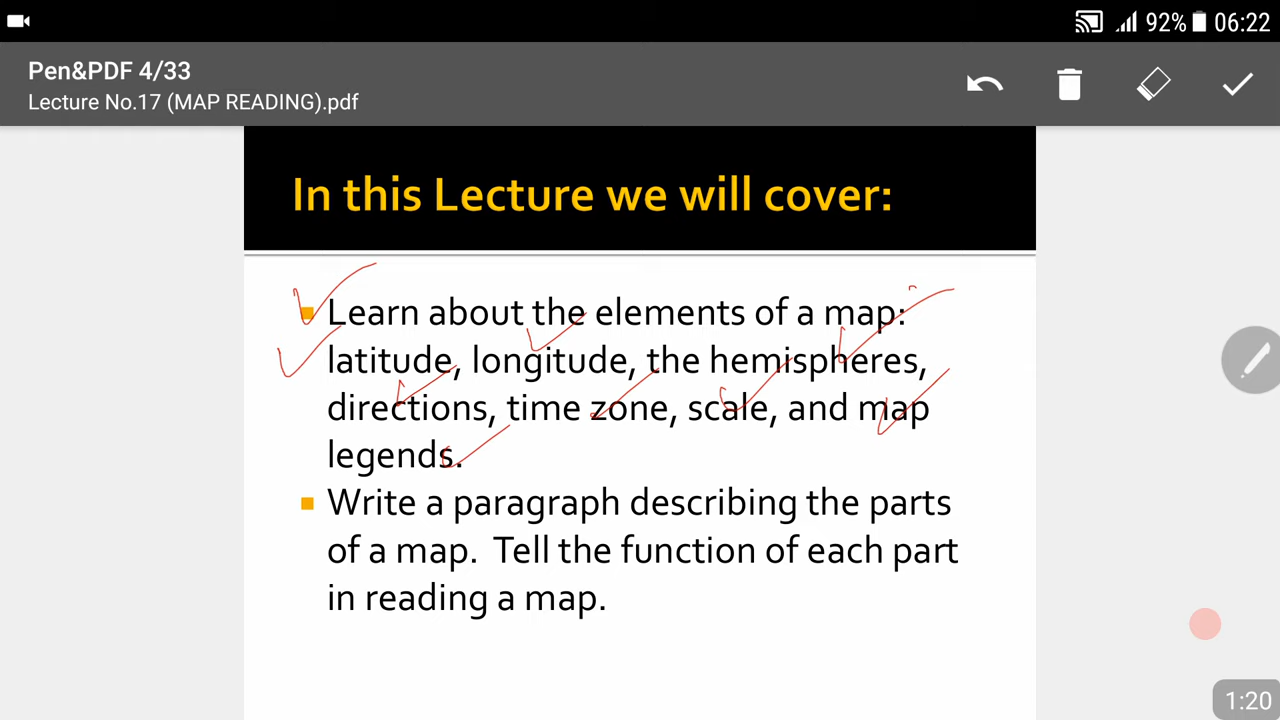 92% 06:22
Pen&PDF 4/33
Lecture No.17 (MAP READING).pdf
In this Lecture we will cover:
Learn about the elements of a map:
latitude, longitude, the hemispheres,
directions, time zone, scale, and map
legends.
Write a paragraph describing the parts
of a map. Tell the function of each part
in reading a map.
1:20